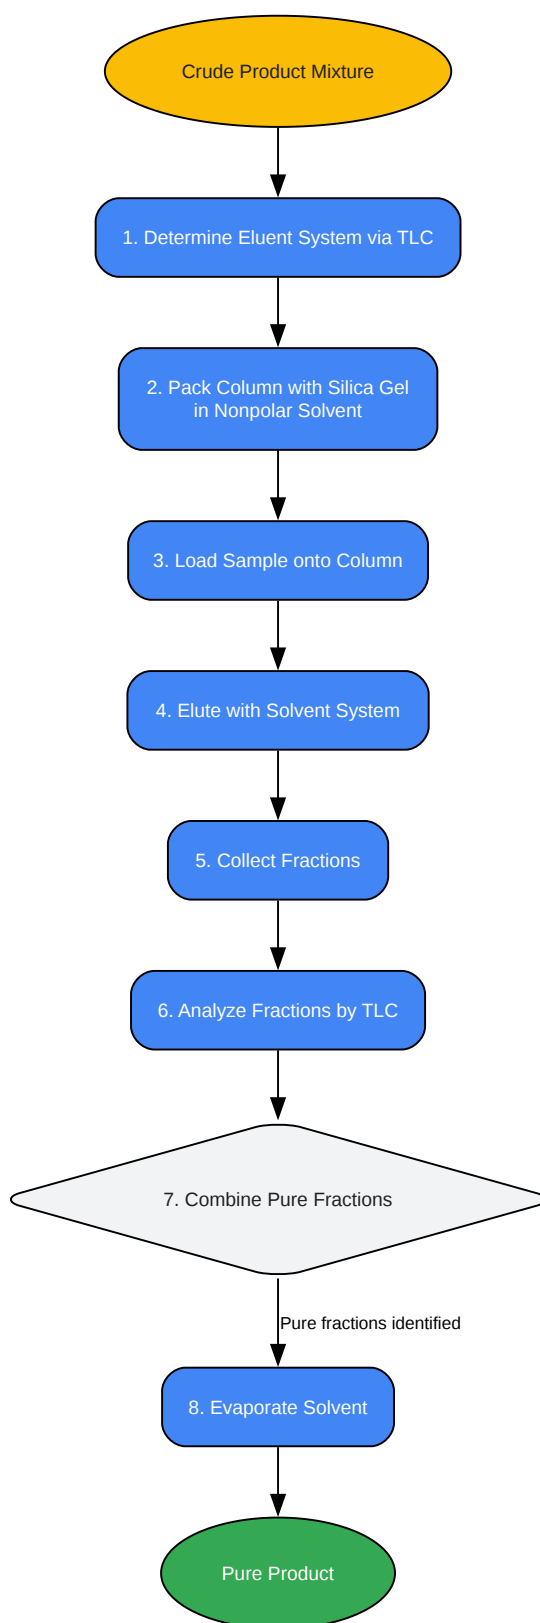 Crude Product Mixture
1. Determine Eluent System via TLC
2. Pack Column with Silica Gel
in Nonpolar Solvent
3. Load Sample onto Column
4. Elute with Solvent System
5. Collect Fractions
6. Analyze Fractions by TLC
7. Combine Pure Fractions
Pure fractions identified
8. Evaporate Solvent
Pure Product